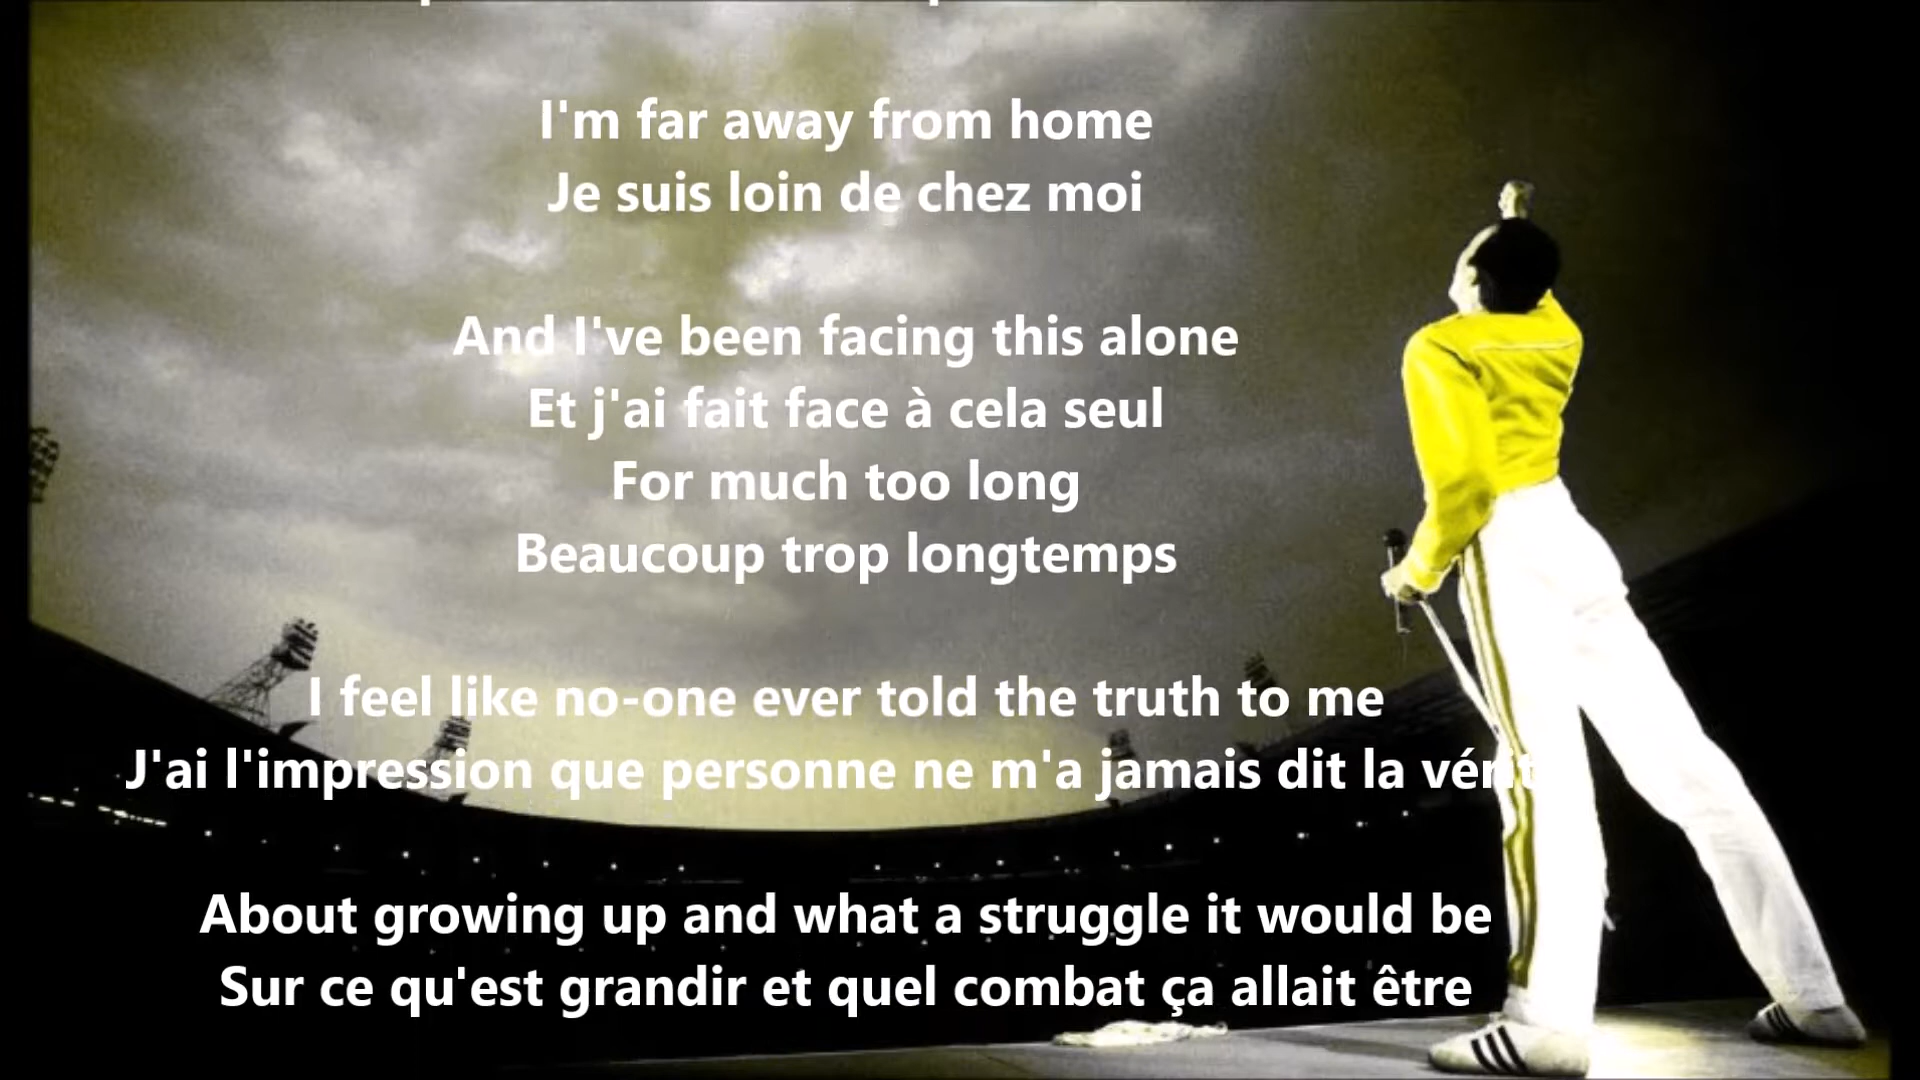 I'm far away from home
Je suis loin de chez moi
And I've been facing this alone
Et j'ai fait face à cela seul
For much too long
Beaucoup trop longtemps
I feel like no-one ever told the truth to me
J'ai l'impression que personne ne m'a jamais dit la vérité
About growing up and what a struggle it would be
Sur ce qu'est grandir et quel combat ça allait être